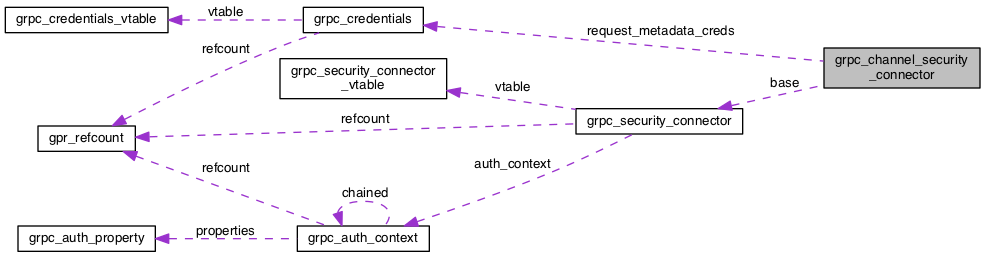 grpc_credentials_vtable
vtable
grpc_credentials
request_metadata_creds
refcount
grpc_channel_security
_connector
grpc_security_connector
_vtable
vtable
base
gpr_refcount
refcount
grpc_security_connector
refcount
auth_context
chained
grpc_auth_property
properties
grpc_auth_context